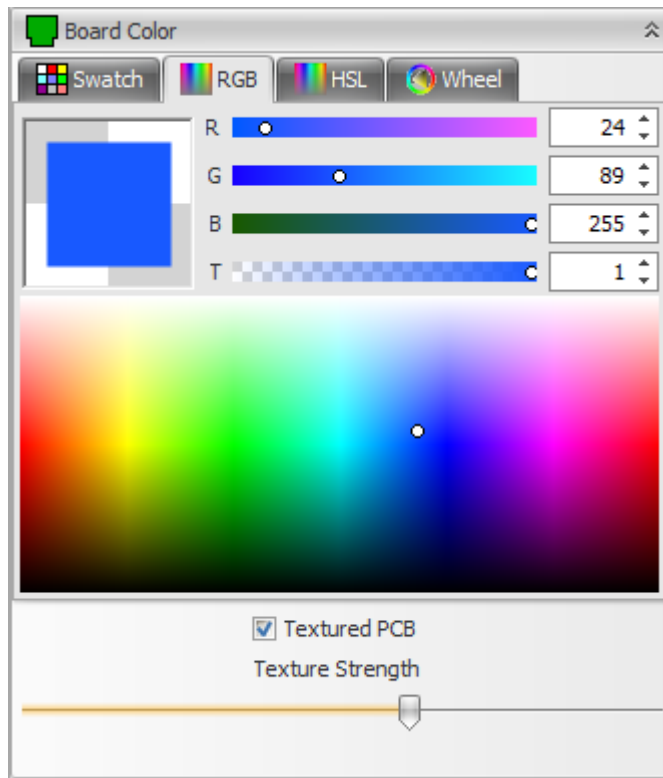 Board Color
Swatch RGB HSL Wheel
R 24
G 89
B 255
T 1
Textured PCB
Texture Strength